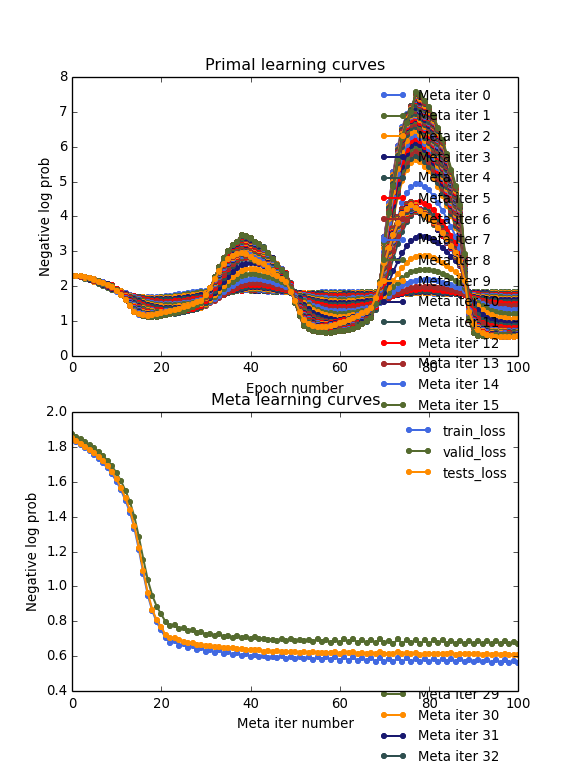 Primal learning curves
8
7
6
5
4
3
2
1
0
Negative log prob
0 20 40 60 80 100
Epoch number
Meta iter 0
Meta iter 1
Meta iter 2
Meta iter 3
Meta iter 4
Meta iter 5
Meta iter 6
Meta iter 7
Meta iter 8
Meta iter 9
Meta iter 10
Meta iter 11
Meta iter 12
Meta iter 13
Meta iter 14
Meta iter 15
Meta learning curves
2.0
1.8
1.6
1.4
1.2
1.0
0.8
0.6
0.4
Negative log prob
train_loss
valid_loss
tests_loss
0 20 40 60 80 100
Meta iter number
Meta iter 29
Meta iter 30
Meta iter 31
Meta iter 32